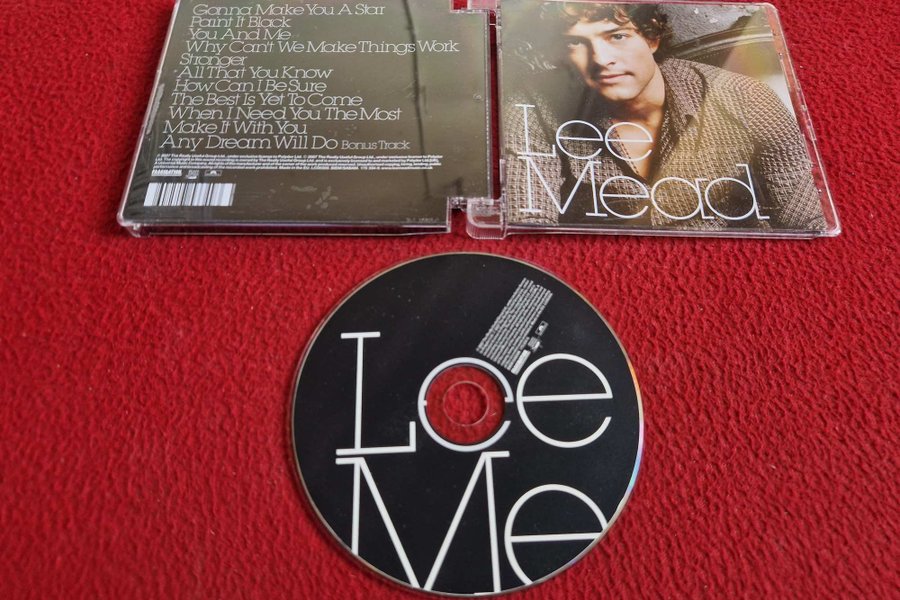 Gonna Make You A Star
Paint It Black
You And Me
Why Can't We Make Things Work
Stronger
All That You Know
How Can I Be Sure
The Best Is Yet To Come
When I Need You The Most
Make It With You
Any Dream Will Do Bonus Track
Lee
Mead
Lee
Me